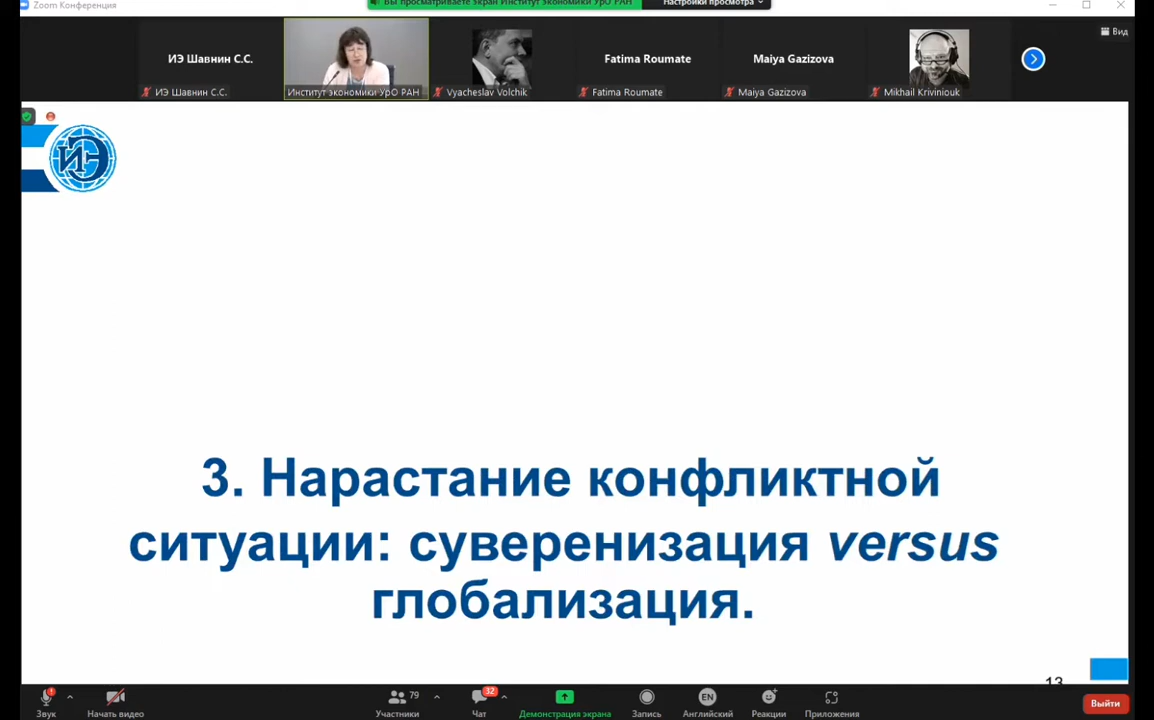 Zoom Конференция
Вы просматриваете экран Институт экономики УрО РАН
Настройки просмотра
Вид
ИЭ Шавнин С.С.
Fatima Roumate
Maiya Gazizova
ИЭ Шавнин С.С.
Институт экономики УрО РАН
Vyacheslav Volchik
Fatima Roumate
Maiya Gazizova
Mikhail Kriviniouk
ИЭ
3. Нарастание конфликтной
ситуации: суверенизация versus
глобализация.
13
79
32
EN
Звук
Начать видео
Участники
Чат
Демонстрация экрана
Запись
Английский
Реакции
Приложения
Выйти